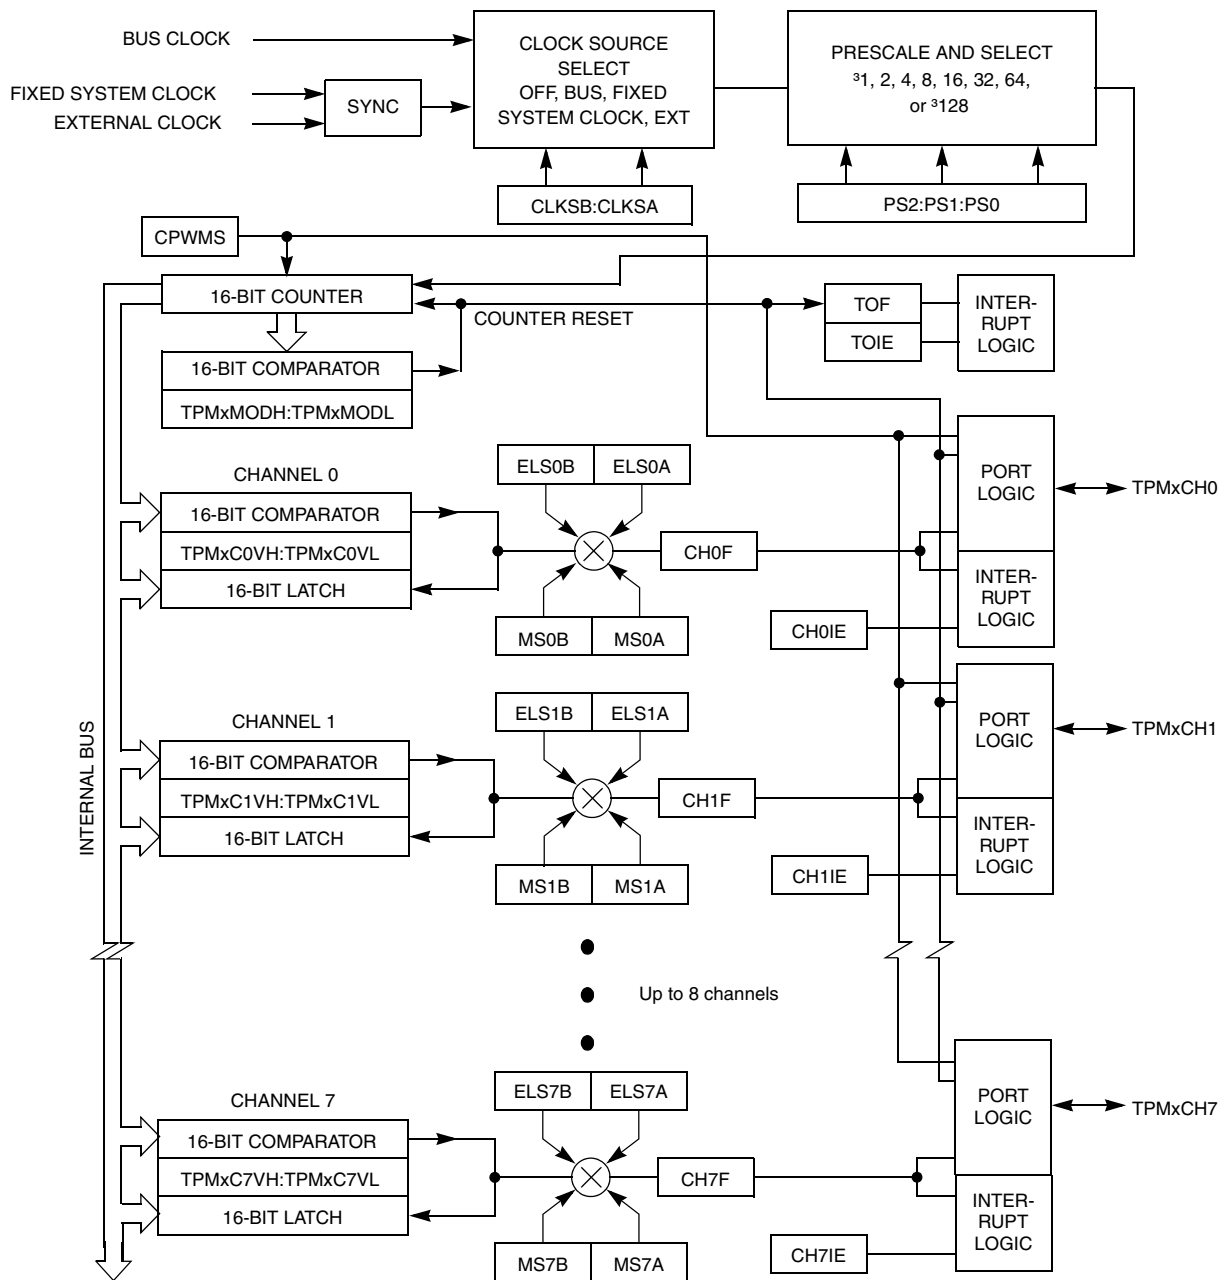 BUS CLOCK
CLOCK SOURCE
SELECT
OFF, BUS, FIXED
SYSTEM CLOCK, EXT
PRESCALE AND SELECT
³1, 2, 4, 8, 16, 32, 64,
or ³128
FIXED SYSTEM CLOCK
EXTERNAL CLOCK
SYNC
CLKSB:CLKSA
PS2:PS1:PS0
CPWMS
16-BIT COUNTER
COUNTER RESET
TOF
TOIE
INTER-
RUPT
LOGIC
16-BIT COMPARATOR
TPMxMODH:TPMxMODL
INTERNAL BUS
CHANNEL 0
16-BIT COMPARATOR
TPMxC0VH:TPMxC0VL
16-BIT LATCH
ELS0B
ELS0A
MS0B
MS0A
CH0F
CH0IE
PORT
LOGIC
INTER-
RUPT
LOGIC
TPMxCH0
CHANNEL 1
16-BIT COMPARATOR
TPMxC1VH:TPMxC1VL
16-BIT LATCH
ELS1B
ELS1A
MS1B
MS1A
CH1F
CH1IE
PORT
LOGIC
INTER-
RUPT
LOGIC
TPMxCH1
Up to 8 channels
CHANNEL 7
16-BIT COMPARATOR
TPMxC7VH:TPMxC7VL
16-BIT LATCH
ELS7B
ELS7A
MS7B
MS7A
CH7F
CH7IE
PORT
LOGIC
INTER-
RUPT
LOGIC
TPMxCH7